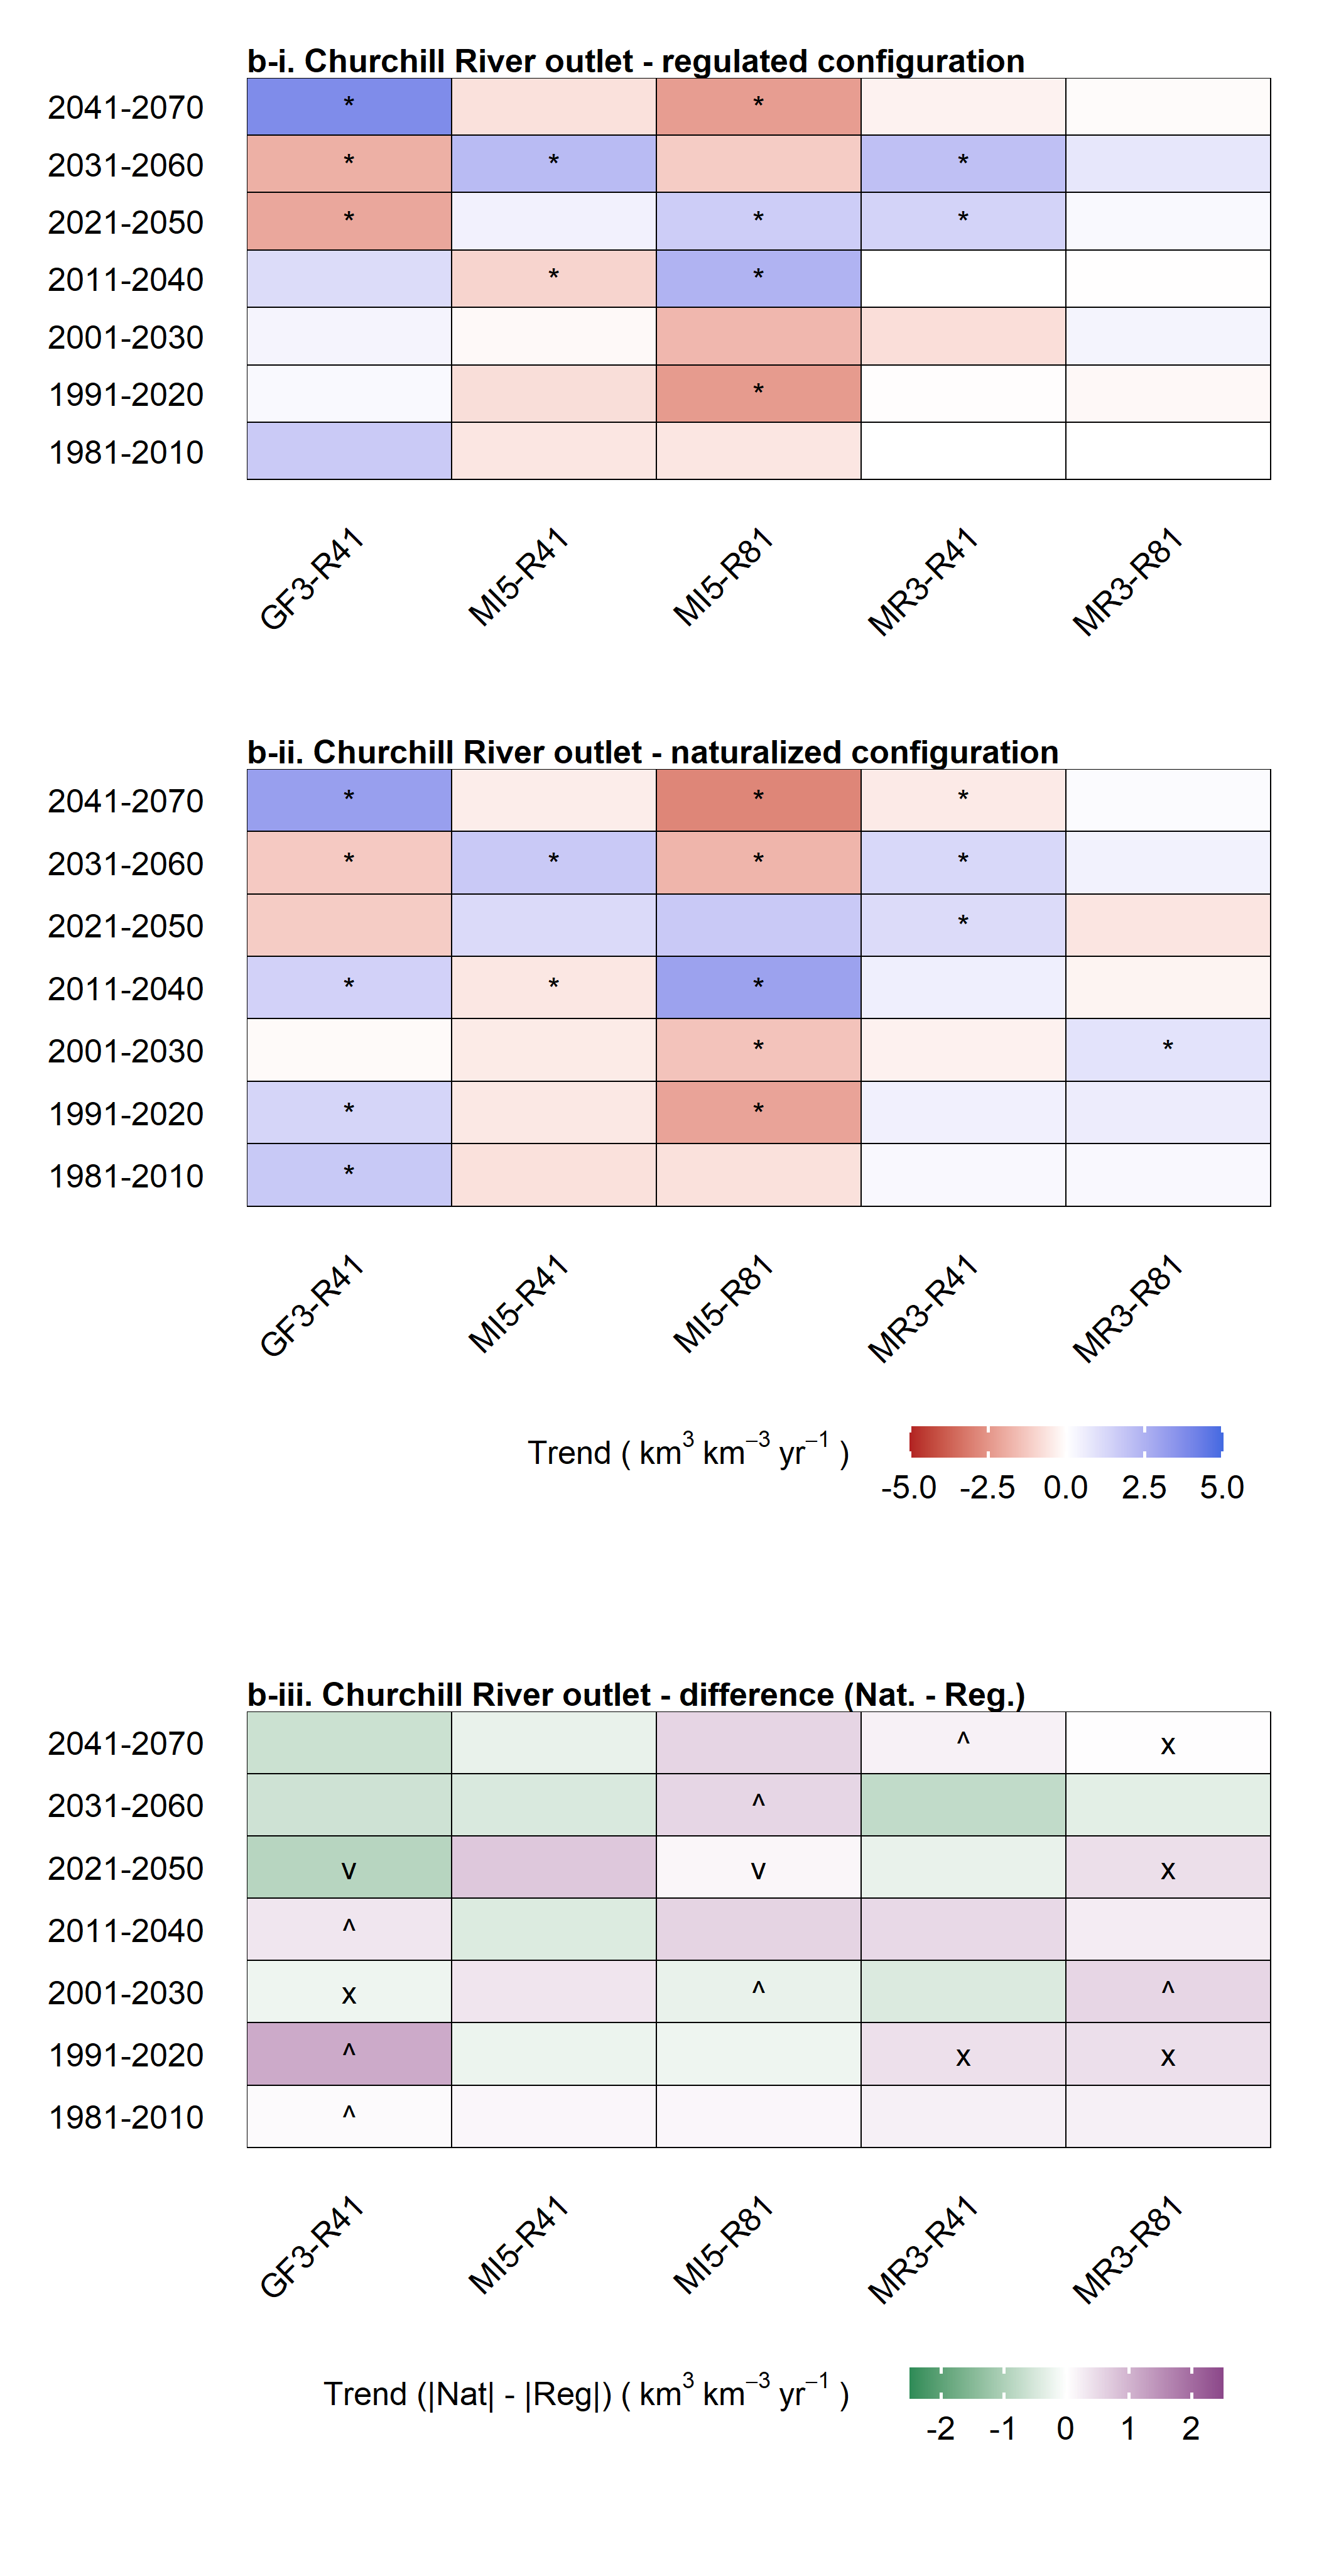 b-i. Churchill River outlet - regulated configuration
2041-2070 * *
2031-2060 * * *
2021-2050 * * *
2011-2040 * *
2001-2030
1991-2020 *
1981-2010
GF3-R41 MI5-R41 MI5-R81 MR3-R41 MR3-R81
b-ii. Churchill River outlet - naturalized configuration
2041-2070 * * *
2031-2060 * * * *
2021-2050 *
2011-2040 * * *
2001-2030 * *
1991-2020 * *
1981-2010 *
GF3-R41 MI5-R41 MI5-R81 MR3-R41 MR3-R81
Trend ( km³ km⁻³ yr⁻¹ )
-5.0 -2.5 0.0 2.5 5.0
b-iii. Churchill River outlet - difference (Nat. - Reg.)
2041-2070 ^ x
2031-2060 ^
2021-2050 v v x
2011-2040 ^
2001-2030 x ^ ^
1991-2020 ^ x x
1981-2010 ^
GF3-R41 MI5-R41 MI5-R81 MR3-R41 MR3-R81
Trend (|Nat| - |Reg|) ( km³ km⁻³ yr⁻¹ )
-2 -1 0 1 2